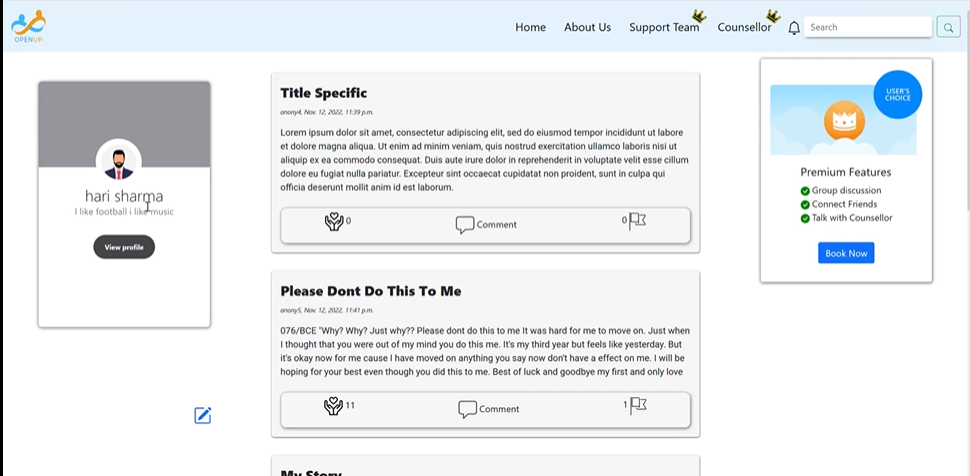 OPENUP
Home About Us Support Team Counsellor Search
hari sharma
I like football i like music
View profile
Title Specific
anony4, Nov. 12, 2022, 11:39 p.m.
Lorem ipsum dolor sit amet, consectetur adipiscing elit, sed do eiusmod tempor incididunt ut labore
et dolore magna aliqua. Ut enim ad minim veniam, quis nostrud exercitation ullamco laboris nisi ut
aliquip ex ea commodo consequat. Duis aute irure dolor in reprehenderit in voluptate velit esse cillum
dolore eu fugiat nulla pariatur. Excepteur sint occaecat cupidatat non proident, sunt in culpa qui
officia deserunt mollit anim id est laborum.
0 Comment 0
Please Dont Do This To Me
anony5, Nov. 12, 2022, 11:41 p.m.
076/BCE "Why? Why? Just why?? Please dont do this to me It was hard for me to move on. Just when
I thought that you were out of my mind you do this me. It's my third year but feels like yesterday. But
it's okay now for me cause I have moved on anything you say now don't have a effect on me. I will be
hoping for your best even though you did this to me. Best of luck and goodbye my first and only love
11 Comment 1
My Story
USER'S
CHOICE
Premium Features
Group discussion
Connect Friends
Talk with Counsellor
Book Now